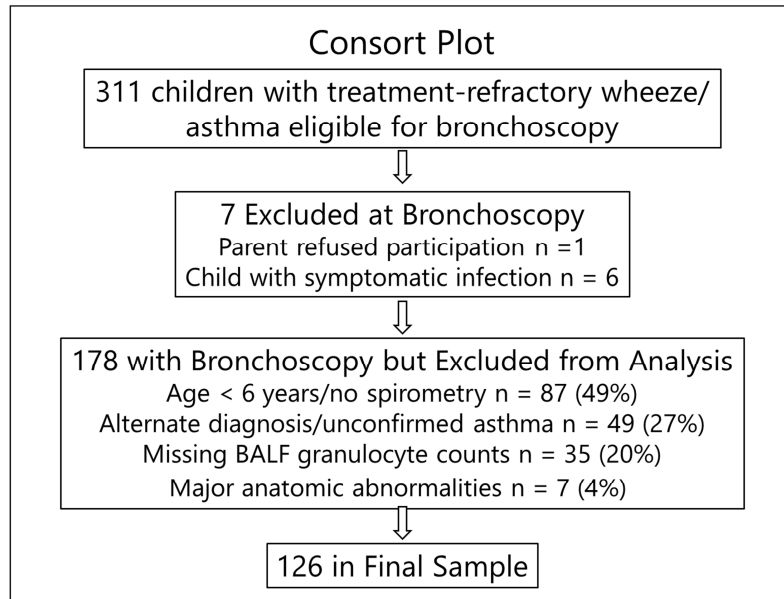 Consort Plot
311 children with treatment-refractory wheeze/
asthma eligible for bronchoscopy
7 Excluded at Bronchoscopy
Parent refused participation n =1
Child with symptomatic infection n = 6
178 with Bronchoscopy but Excluded from Analysis
Age < 6 years/no spirometry n = 87 (49%)
Alternate diagnosis/unconfirmed asthma n = 49 (27%)
Missing BALF granulocyte counts n = 35 (20%)
Major anatomic abnormalities n = 7 (4%)
126 in Final Sample